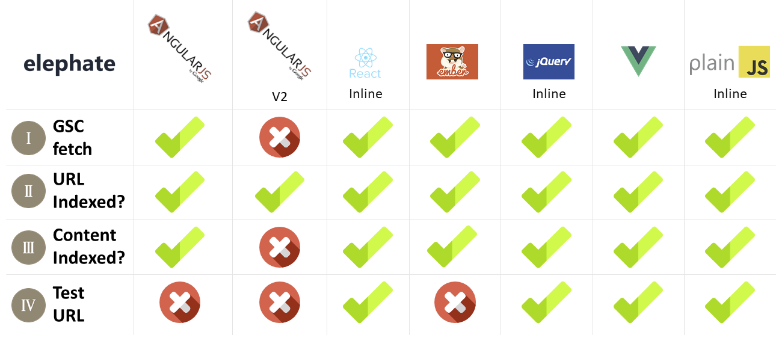 elephate
ANGULARJS
by Google
ANGULARJS
by Google
V2
React
Inline
ember
jQuery
Inline
plain JS
Inline
I GSC
fetch
II URL
Indexed?
III Content
Indexed?
IV Test
URL